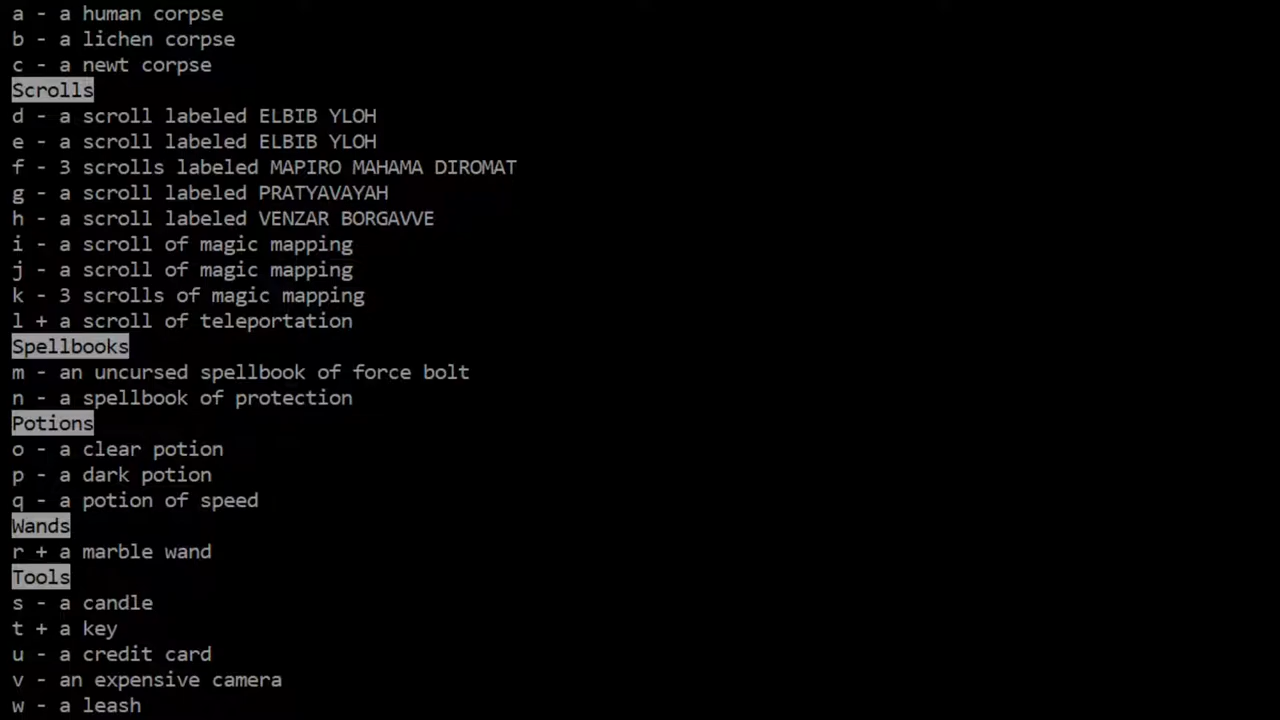 a - a human corpse
b - a lichen corpse
c - a newt corpse
Scrolls
d - a scroll labeled ELBIB YLOH
e - a scroll labeled ELBIB YLOH
f - 3 scrolls labeled MAPIRO MAHAMA DIROMAT
g - a scroll labeled PRATYAVAYAH
h - a scroll labeled VENZAR BORGAVVE
i - a scroll of magic mapping
j - a scroll of magic mapping
k - 3 scrolls of magic mapping
l + a scroll of teleportation
Spellbooks
m - an uncursed spellbook of force bolt
n - a spellbook of protection
Potions
o - a clear potion
p - a dark potion
q - a potion of speed
Wands
r + a marble wand
Tools
s - a candle
t + a key
u - a credit card
v - an expensive camera
w - a leash